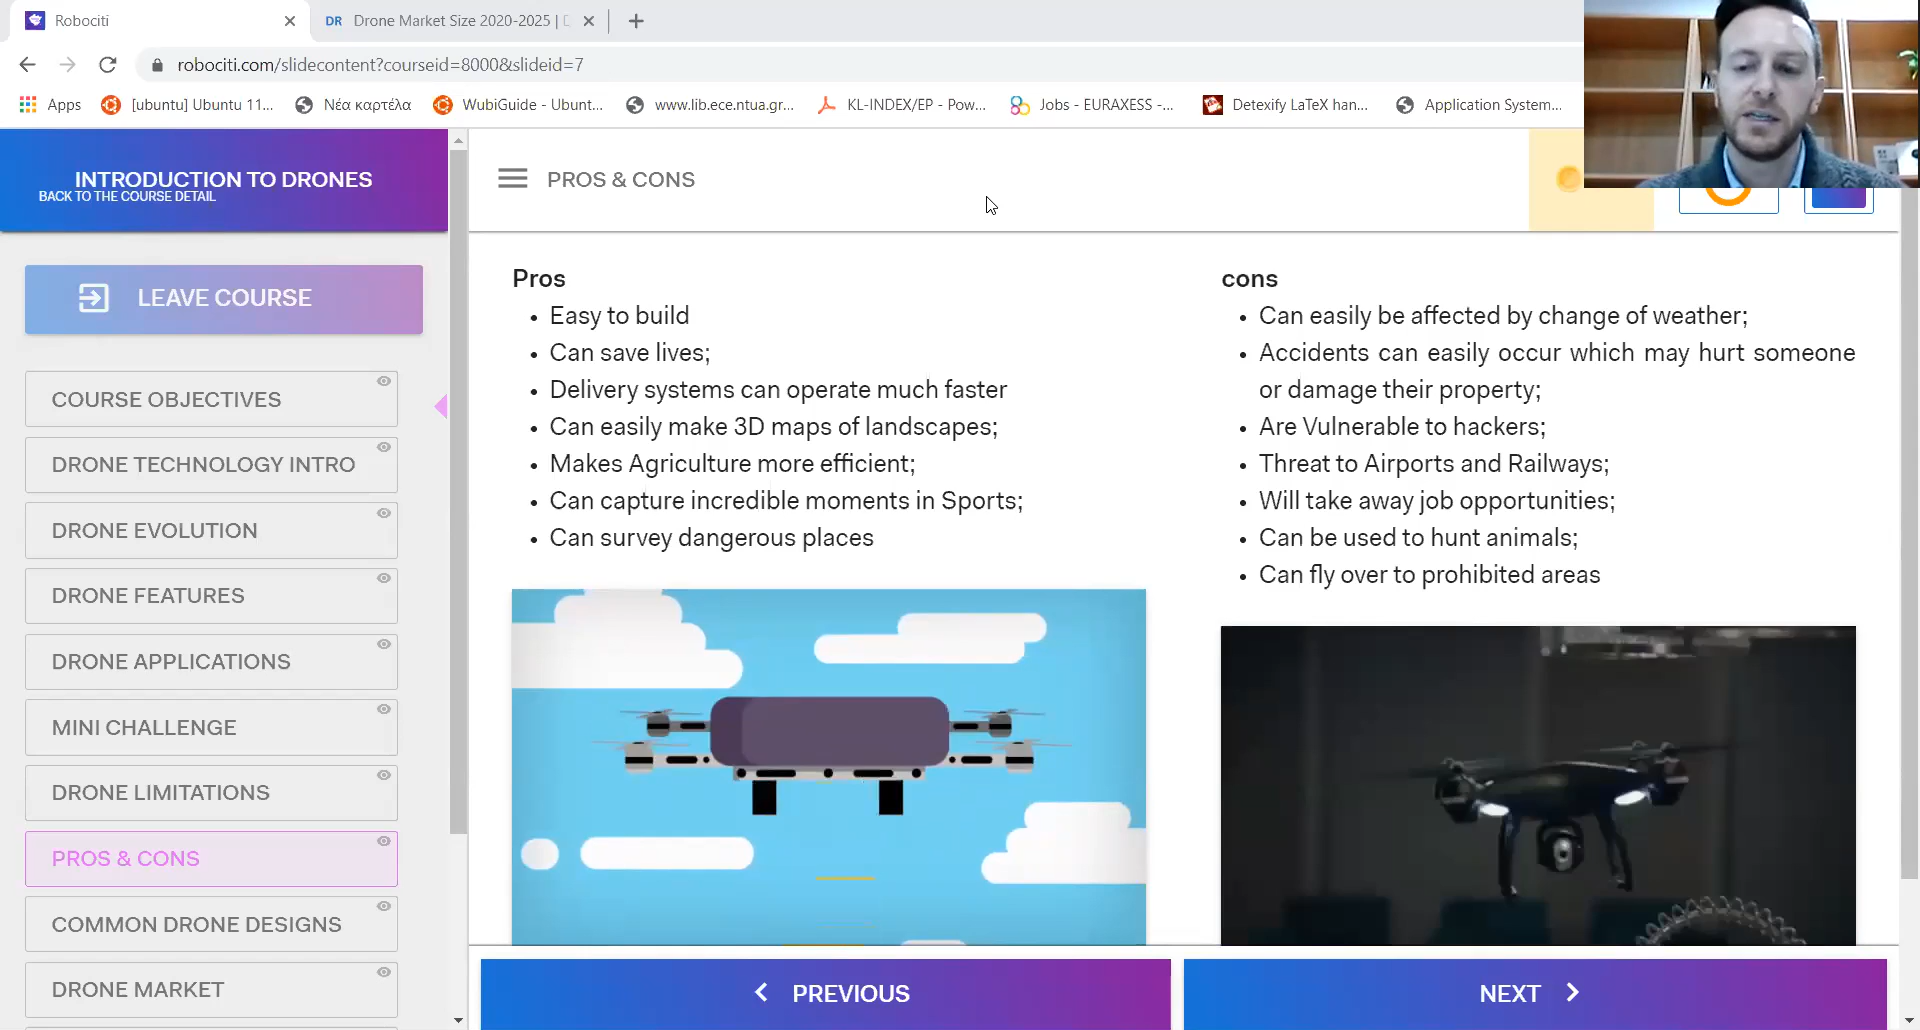 Robociti
DR Drone Market Size 2020-2025 |
robociti.com/slidecontent?courseid=8000&slideid=7
Apps
[ubuntu] Ubuntu 11...
Νέα καρτέλα
WubiGuide - Ubunt...
www.lib.ece.ntua.gr...
KL-INDEX/EP - Pow...
Jobs - EURAXESS -...
Detexify LaTeX han...
Application System...
INTRODUCTION TO DRONES
BACK TO THE COURSE DETAIL
LEAVE COURSE
COURSE OBJECTIVES
DRONE TECHNOLOGY INTRO
DRONE EVOLUTION
DRONE FEATURES
DRONE APPLICATIONS
MINI CHALLENGE
DRONE LIMITATIONS
PROS & CONS
COMMON DRONE DESIGNS
DRONE MARKET
PROS & CONS
Pros
• Easy to build
• Can save lives;
• Delivery systems can operate much faster
• Can easily make 3D maps of landscapes;
• Makes Agriculture more efficient;
• Can capture incredible moments in Sports;
• Can survey dangerous places
cons
• Can easily be affected by change of weather;
• Accidents can easily occur which may hurt someone
or damage their property;
• Are Vulnerable to hackers;
• Threat to Airports and Railways;
• Will take away job opportunities;
• Can be used to hunt animals;
• Can fly over to prohibited areas
PREVIOUS
NEXT